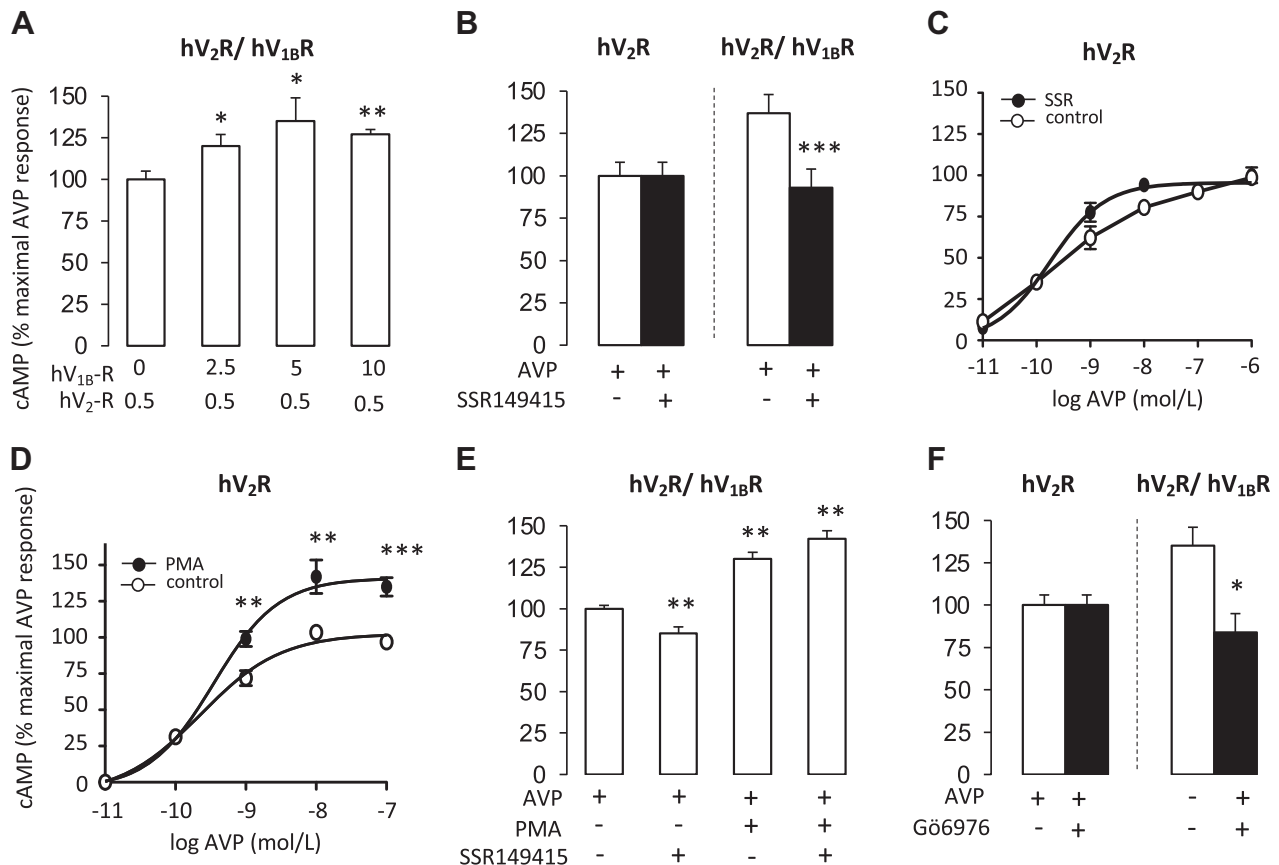 A
hV2R/ hV1BR
*
*
**
cAMP (% maximal AVP response)
150
125
100
75
50
25
0
hV1B-R 0 2.5 5 10
hV2-R 0.5 0.5 0.5 0.5
B
hV2R hV2R/ hV1BR
***
150
125
100
75
50
25
0
AVP + + + +
SSR149415 - + - +
C
hV2R
SSR
control
150
125
100
75
50
25
0
-11 -10 -9 -8 -7 -6
log AVP (mol/L)
D
hV2R
PMA
control
**
**
***
cAMP (% maximal AVP response)
150
125
100
75
50
25
0
-11 -10 -9 -8 -7
log AVP (mol/L)
E
hV2R/ hV1BR
**
**
**
150
125
100
75
50
25
0
AVP + + + +
PMA - - + +
SSR149415 - + - +
F
hV2R hV2R/ hV1BR
*
150
125
100
75
50
25
0
AVP + + - +
Gö6976 - + - +